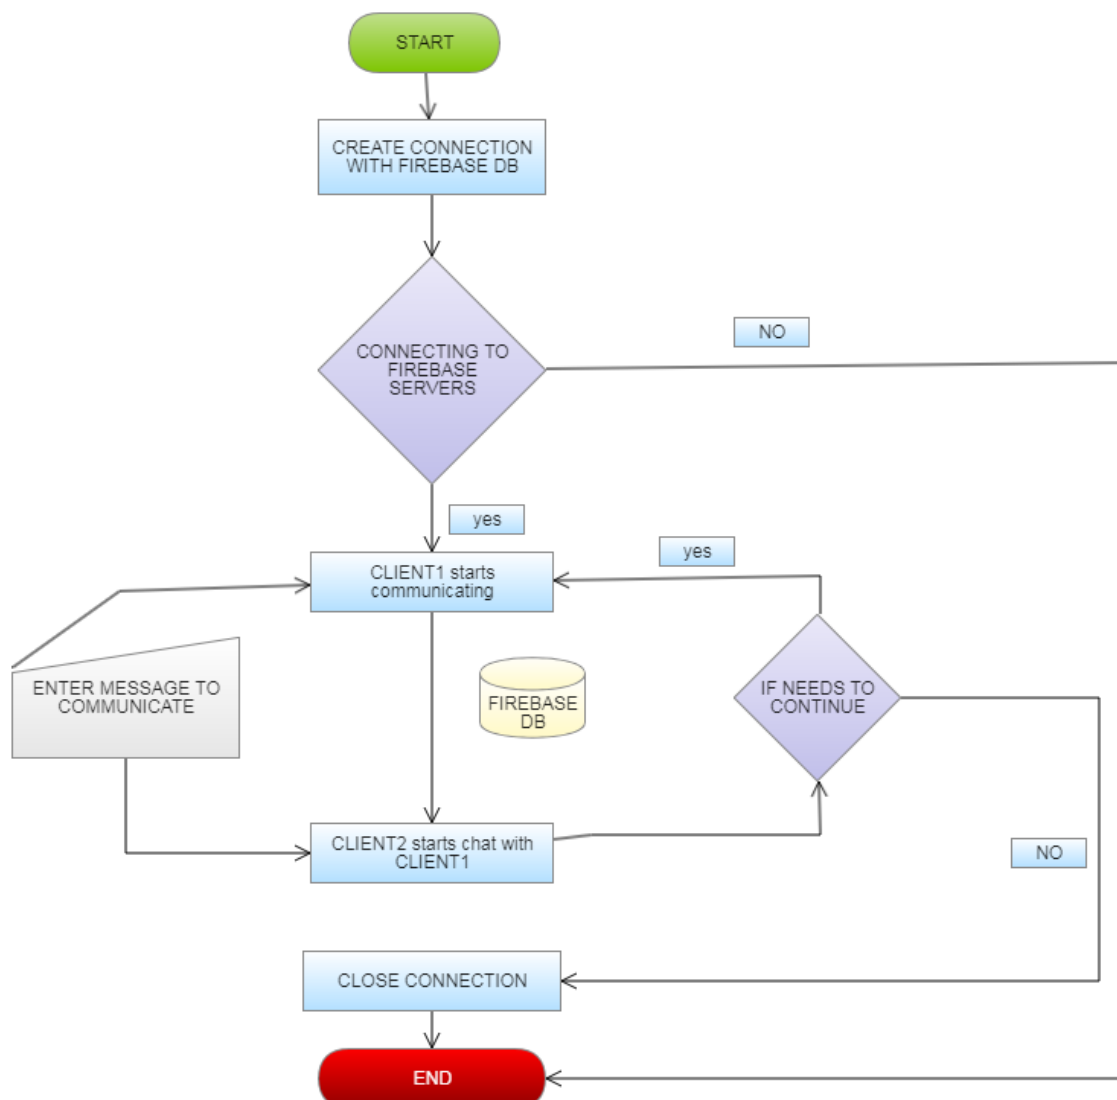 START
CREATE CONNECTION
WITH FIREBASE DB
CONNECTING TO
FIREBASE
SERVERS
NO
yes
CLIENT1 starts
communicating
yes
ENTER MESSAGE TO
COMMUNICATE
FIREBASE
DB
IF NEEDS TO
CONTINUE
CLIENT2 starts chat with
CLIENT1
NO
CLOSE CONNECTION
END